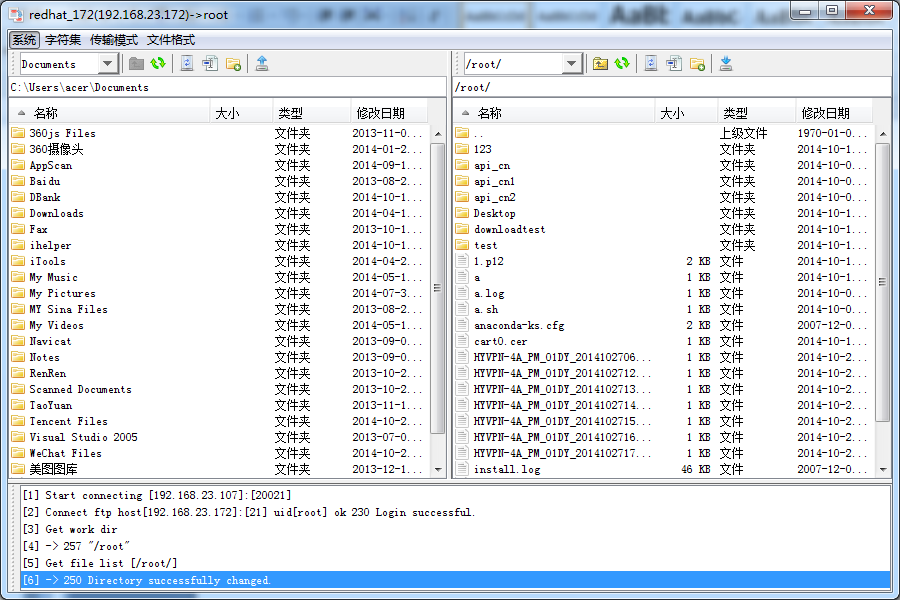 redhat_172(192.168.23.172)->root
系统 字符集 传输模式 文件格式
Documents
/root/
C:\Users\acer\Documents
/root/
名称 大小 类型 修改日期
360js Files 文件夹 2013-11-0...
360摄像头 文件夹 2014-01-2...
AppScan 文件夹 2014-09-1...
Baidu 文件夹 2013-08-2...
DBank 文件夹 2014-10-1...
Downloads 文件夹 2014-04-1...
Fax 文件夹 2013-10-1...
ihelper 文件夹 2014-10-1...
iTools 文件夹 2014-04-2...
My Music 文件夹 2014-05-1...
My Pictures 文件夹 2014-07-3...
MY Sina Files 文件夹 2013-08-2...
My Videos 文件夹 2014-05-1...
Navicat 文件夹 2013-09-0...
Notes 文件夹 2013-09-0...
RenRen 文件夹 2013-10-2...
Scanned Documents 文件夹 2013-10-2...
TaoYuan 文件夹 2013-11-1...
Tencent Files 文件夹 2014-10-2...
Visual Studio 2005 文件夹 2013-07-0...
WeChat Files 文件夹 2014-10-2...
美图图库 文件夹 2013-12-1...
名称 大小 类型 修改日期
.. 上级文件 1970-01-0...
123 文件夹 2014-10-1...
api_cn 文件夹 2014-10-0...
api_cn1 文件夹 2014-10-0...
api_cn2 文件夹 2014-10-0...
Desktop 文件夹 2014-10-1...
downloadtest 文件夹 2014-10-1...
test 文件夹 2014-10-1...
1.p12 2 KB 文件 2014-10-1...
a 1 KB 文件 2014-10-1...
a.log 1 KB 文件 2014-10-0...
a.sh 1 KB 文件 2014-10-1...
anaconda-ks.cfg 2 KB 文件 2007-12-0...
cart0.cer 1 KB 文件 2014-10-1...
HYVPN-4A_PM_01DY_2014102706... 1 KB 文件 2014-10-2...
HYVPN-4A_PM_01DY_2014102712... 1 KB 文件 2014-10-2...
HYVPN-4A_PM_01DY_2014102713... 1 KB 文件 2014-10-2...
HYVPN-4A_PM_01DY_2014102714... 1 KB 文件 2014-10-2...
HYVPN-4A_PM_01DY_2014102715... 1 KB 文件 2014-10-2...
HYVPN-4A_PM_01DY_2014102716... 1 KB 文件 2014-10-2...
HYVPN-4A_PM_01DY_2014102717... 1 KB 文件 2014-10-2...
install.log 46 KB 文件 2007-12-0...
[1] Start connecting [192.168.23.107]:[20021]
[2] Connect ftp host[192.168.23.172]:[21] uid[root] ok 230 Login successful.
[3] Get work dir
[4] -> 257 "/root"
[5] Get file list [/root/]
[6] -> 250 Directory successfully changed.